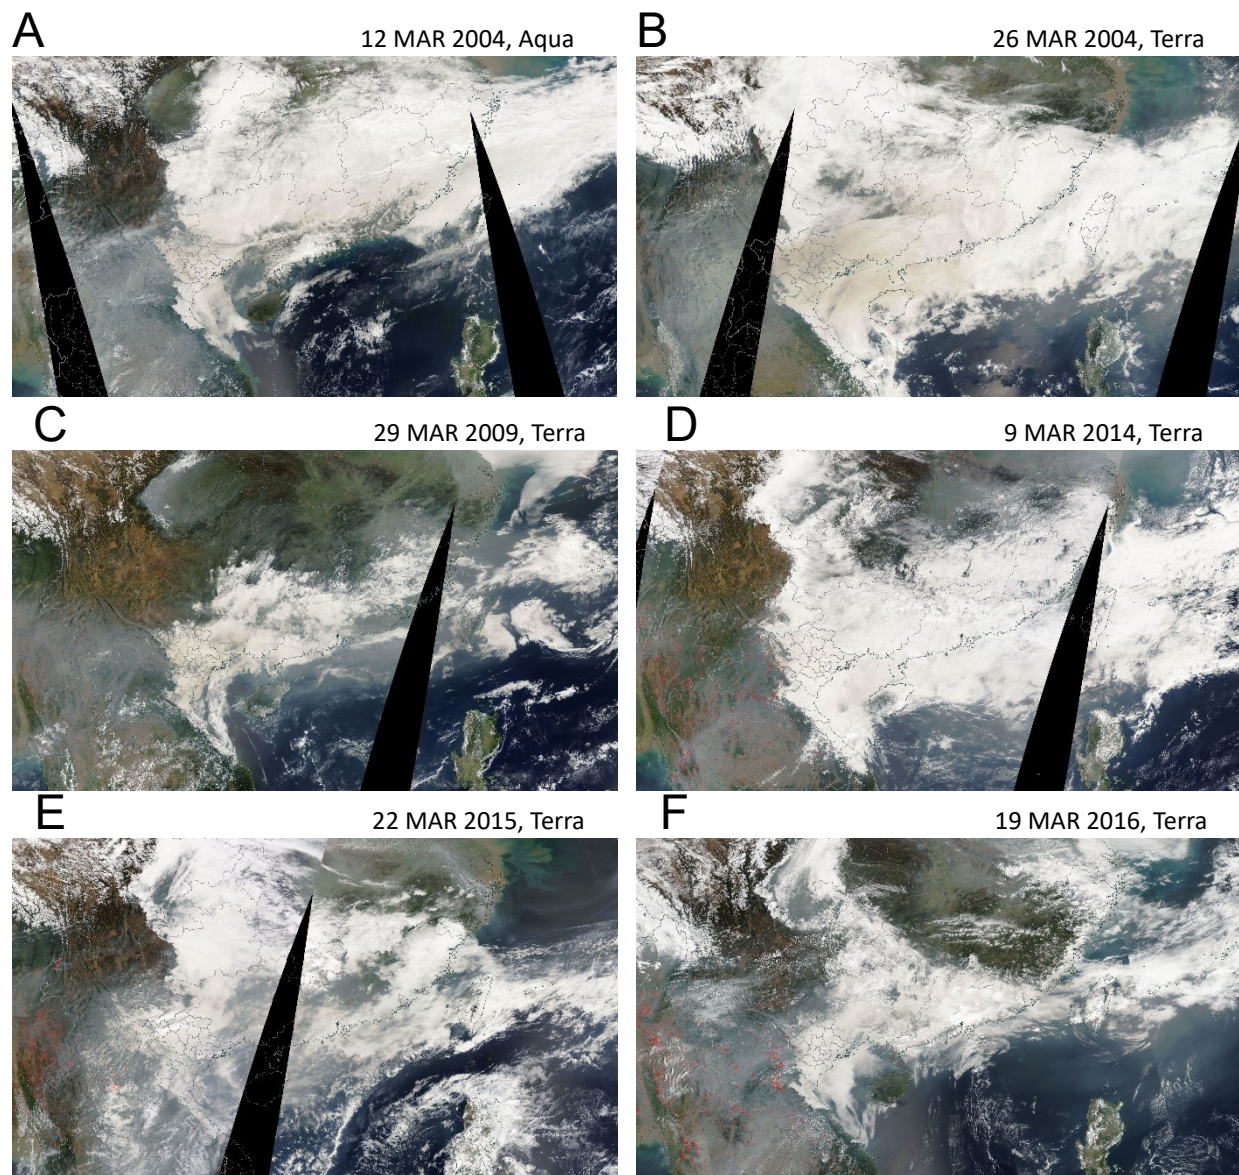 A
12 MAR 2004, Aqua
B
26 MAR 2004, Terra
C
29 MAR 2009, Terra
D
9 MAR 2014, Terra
E
22 MAR 2015, Terra
F
19 MAR 2016, Terra